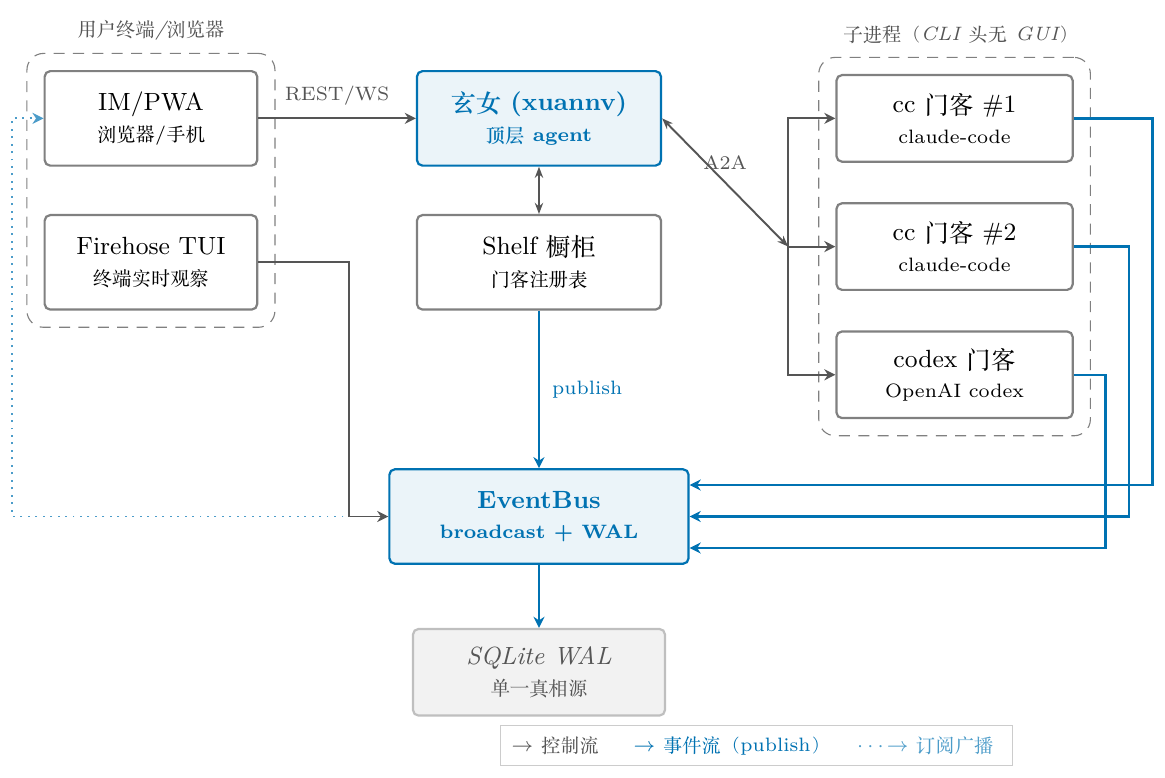 用户终端/浏览器
IM/PWA
浏览器/手机
Firehose TUI
终端实时观察
REST/WS
玄女 (xuannv)
顶层 agent
Shelf 橱柜
门客注册表
A2A
子进程（CLI 头无 GUI）
cc 门客 #1
claude-code
cc 门客 #2
claude-code
codex 门客
OpenAI codex
publish
EventBus
broadcast + WAL
SQLite WAL
单一真相源
→ 控制流 → 事件流（publish） ···→ 订阅广播